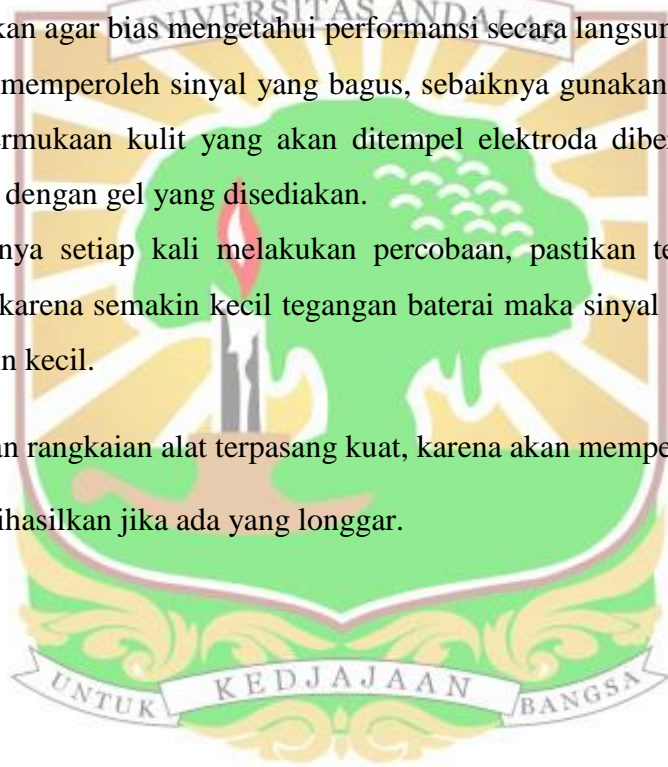 UNIVERSITAS ANDALAS
kan agar bias mengetahui performansi secara langsun
memperoleh sinyal yang bagus, sebaiknya gunakan
ermukaan kulit yang akan ditempel elektroda dibe
dengan gel yang disediakan.
nya setiap kali melakukan percobaan, pastikan te
karena semakin kecil tegangan baterai maka sinyal
n kecil.
an rangkaian alat terpasang kuat, karena akan mempe
ihasilkan jika ada yang longgar.
UNTUK KEDJAJAAN BANGSA